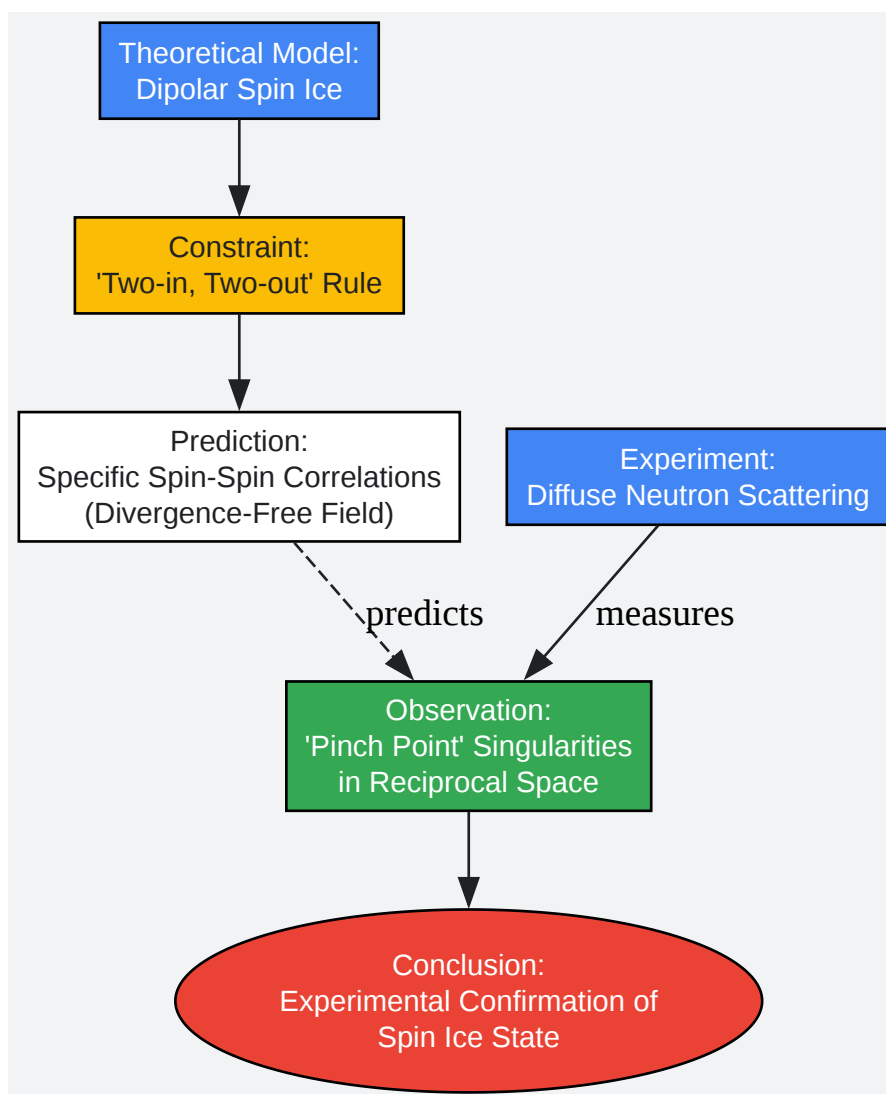 Theoretical Model:
Dipolar Spin Ice
Constraint:
'Two-in, Two-out' Rule
Prediction:
Specific Spin-Spin Correlations
(Divergence-Free Field)
Experiment:
Diffuse Neutron Scattering
predicts
measures
Observation:
'Pinch Point' Singularities
in Reciprocal Space
Conclusion:
Experimental Confirmation of
Spin Ice State